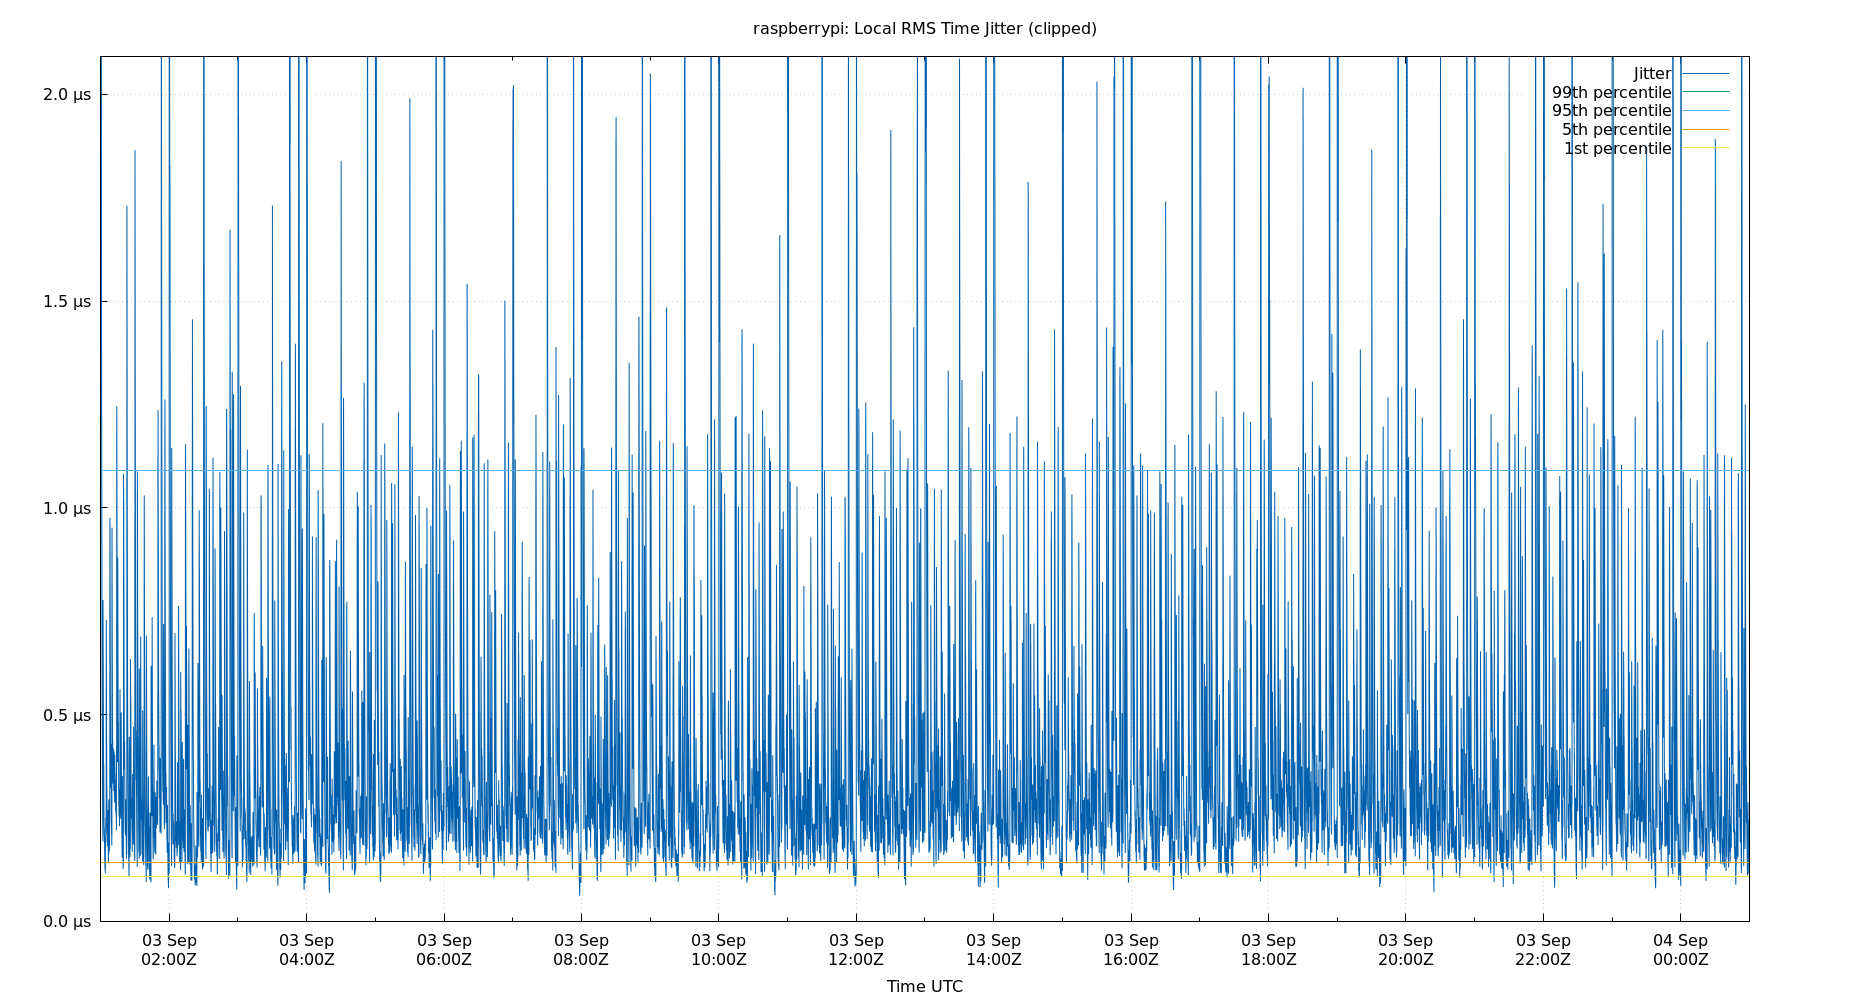 raspberrypi: Local RMS Time Jitter (clipped)
Jitter
99th percentile
95th percentile
5th percentile
1st percentile
2.0 µs
1.5 µs
1.0 µs
0.5 µs
0.0 µs
03 Sep 03 Sep 03 Sep 03 Sep 03 Sep 03 Sep 03 Sep 03 Sep 03 Sep 03 Sep 03 Sep 04 Sep
02:00Z 04:00Z 06:00Z 08:00Z 10:00Z 12:00Z 14:00Z 16:00Z 18:00Z 20:00Z 22:00Z 00:00Z
Time UTC